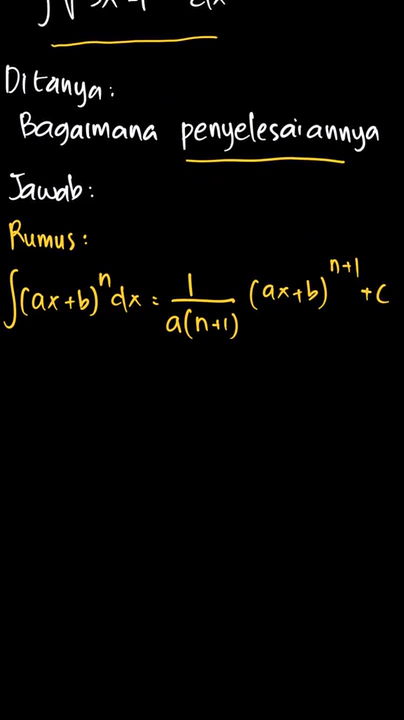 Ditanya:
Bagaimana penyelesaiannya
Jawab:
Rumus:
∫(ax+b)^n dx = 1/a(n+1) (ax+b)^n+1 + C